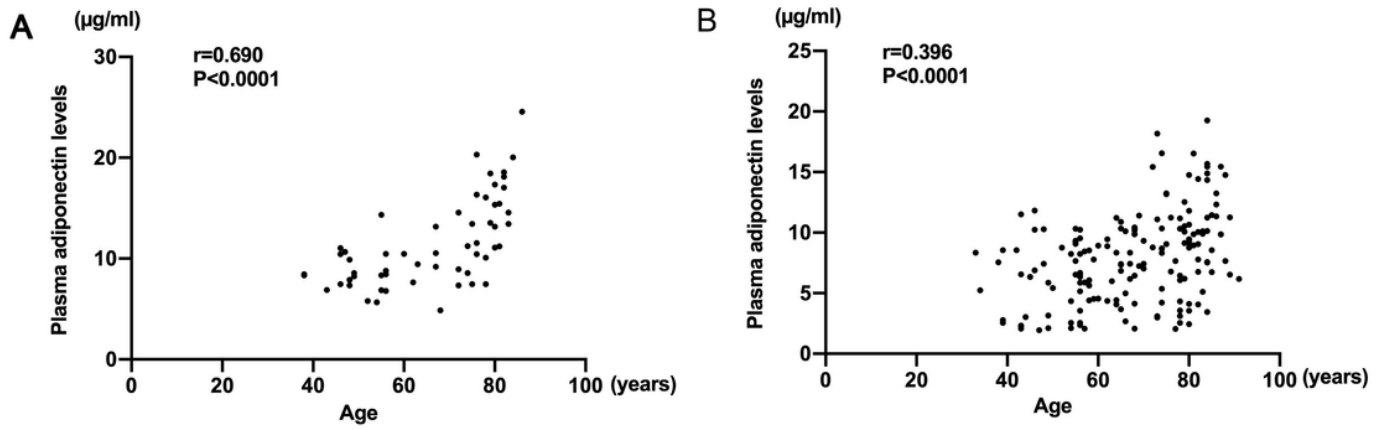 A
(µg/ml)
r=0.690
P<0.0001
30
20
10
0
Plasma adiponectin levels
0 20 40 60 80 100 (years)
Age
B
(µg/ml)
r=0.396
P<0.0001
25
20
15
10
5
0
Plasma adiponectin levels
0 20 40 60 80 100 (years)
Age